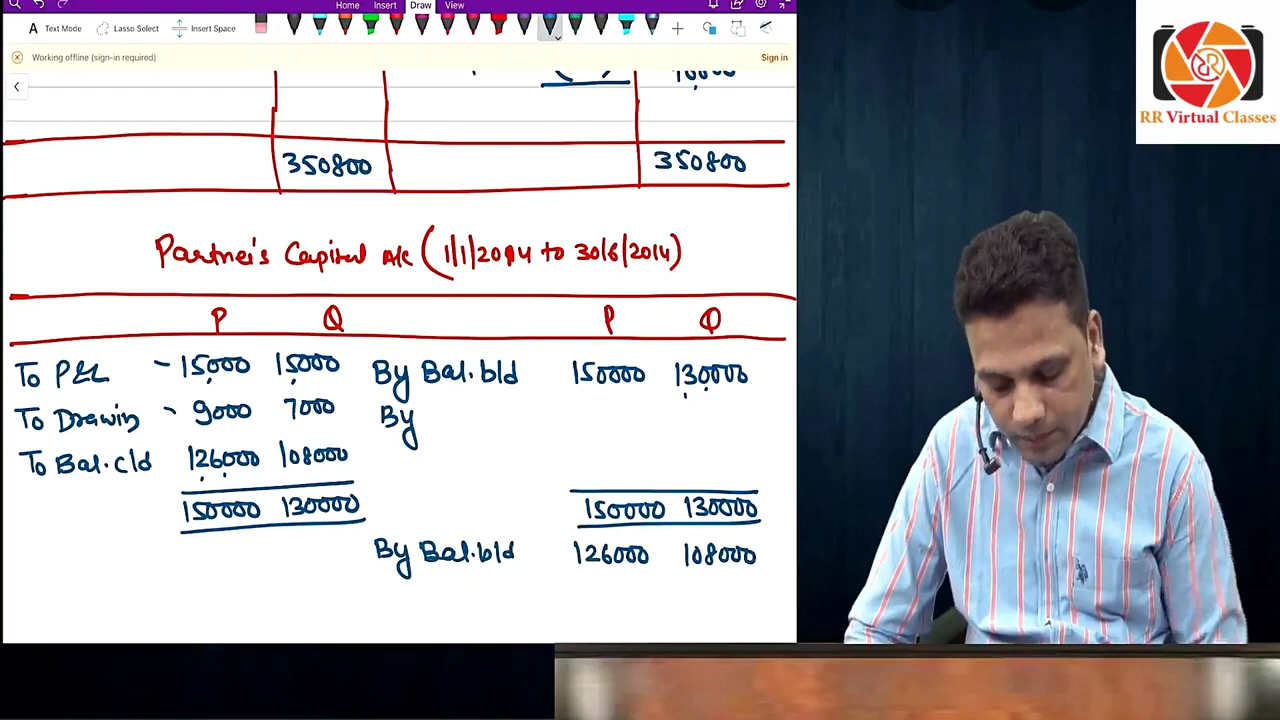 Home Insert Draw View
A Text Mode Lasso Select Insert Space
Working offline (sign-in required) Sign in
RR Virtual Classes
350800 350800
Partner's Capital A/c (1/1/2014 to 30/6/2014)
P Q P Q
To P&L - 15000 15000 By Bal. b/d 150000 130000
To Drawing - 9000 7000 By
To Bal. c/d 126000 108000
150000 130000 150000 130000
By Bal. b/d 126000 108000